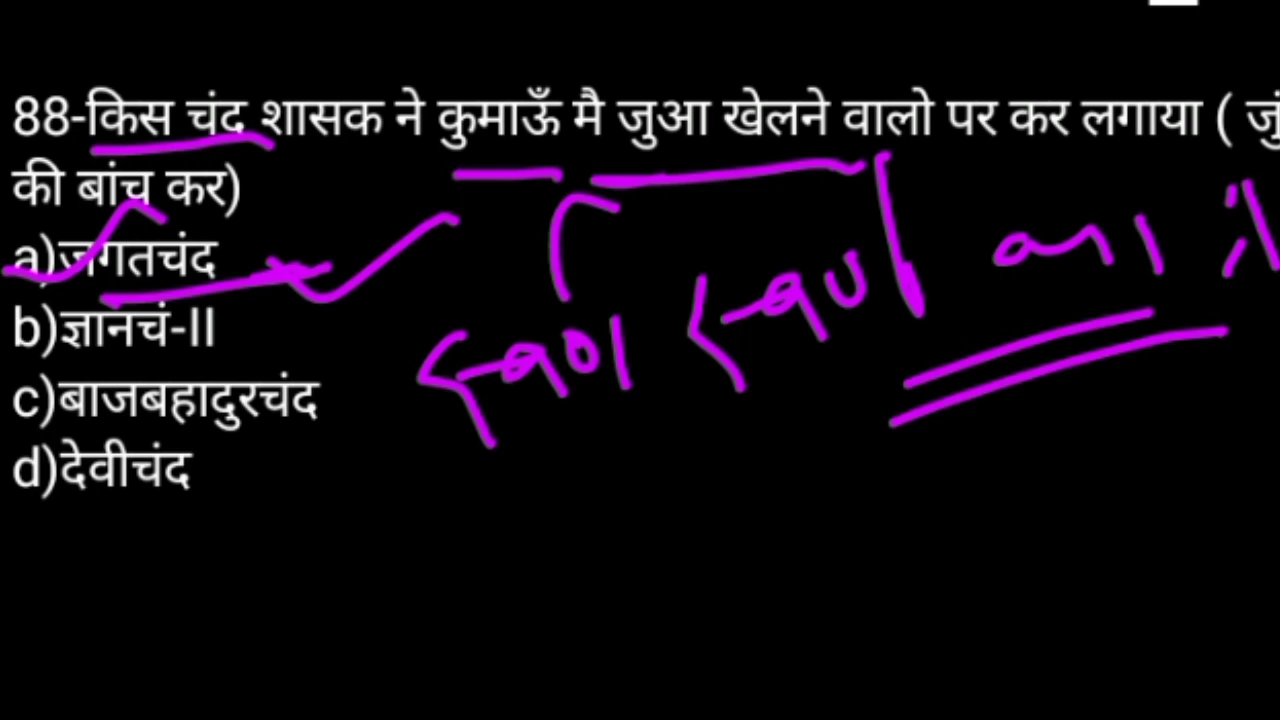 88-किस चंद शासक ने कुमाऊँ मै जुआ खेलने वालो पर कर लगाया ( जुं
की बांच कर)
a)जगतचंद
b)ज्ञानचं-II
c)बाजबहादुरचंद
d)देवीचंद